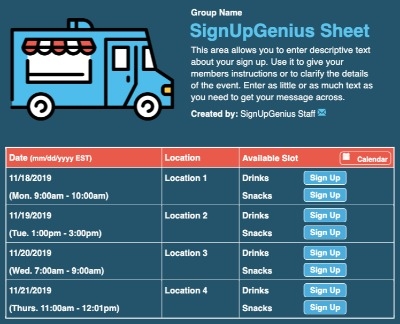 Group Name
SignUpGenius Sheet
This area allows you to enter descriptive text
about your sign up. Use it to give your
members instructions or to clarify the details
of the event. Enter as little or as much text as
you need to get your message across.
Created by: SignUpGenius Staff
Date (mm/dd/yyyy EST) Location Available Slot Calendar
11/18/2019 Location 1 Drinks Sign Up
(Mon. 9:00am - 10:00am) Snacks Sign Up
11/19/2019 Location 2 Drinks Sign Up
(Tue. 1:00pm - 3:00pm) Snacks Sign Up
11/20/2019 Location 3 Drinks Sign Up
(Wed. 7:00am - 9:00am) Snacks Sign Up
11/21/2019 Location 4 Drinks Sign Up
(Thurs. 11:00am - 12:01pm) Snacks Sign Up